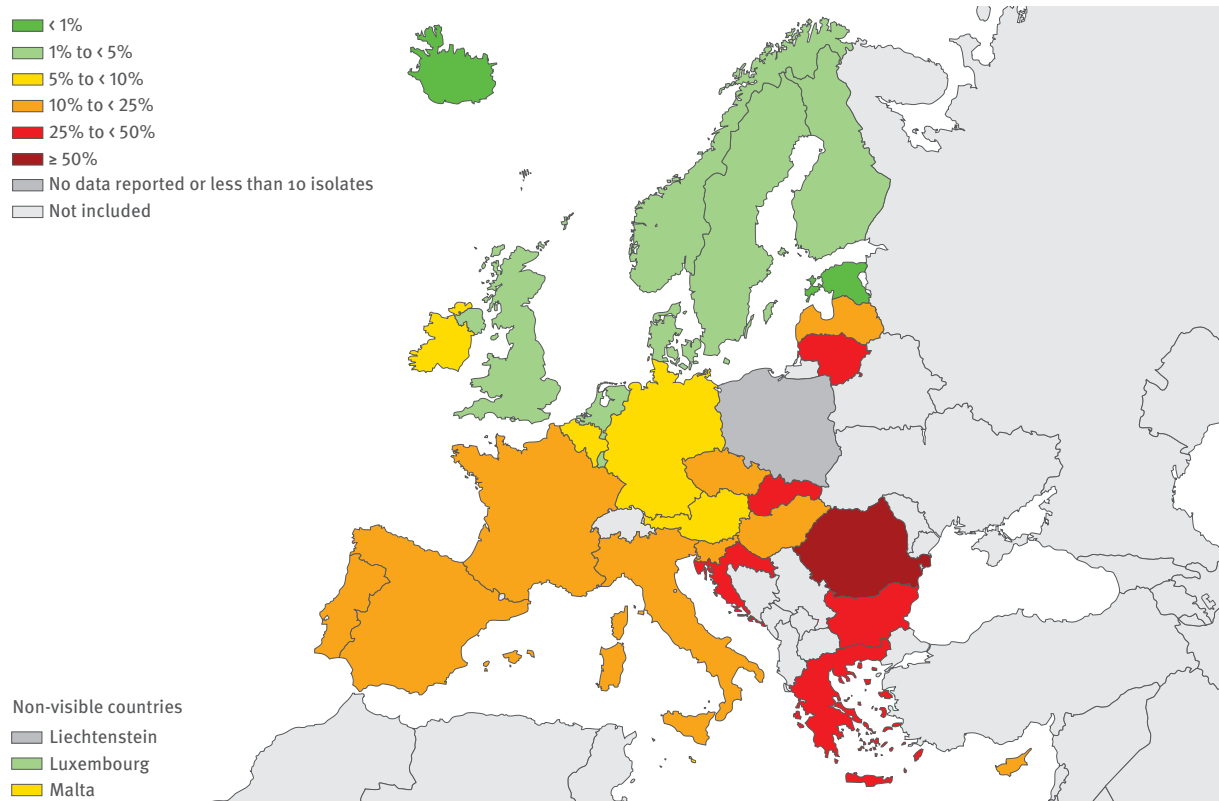 < 1%
1% to < 5%
5% to < 10%
10% to < 25%
25% to < 50%
≥ 50%
No data reported or less than 10 isolates
Not included
Non-visible countries
Liechtenstein
Luxembourg
Malta